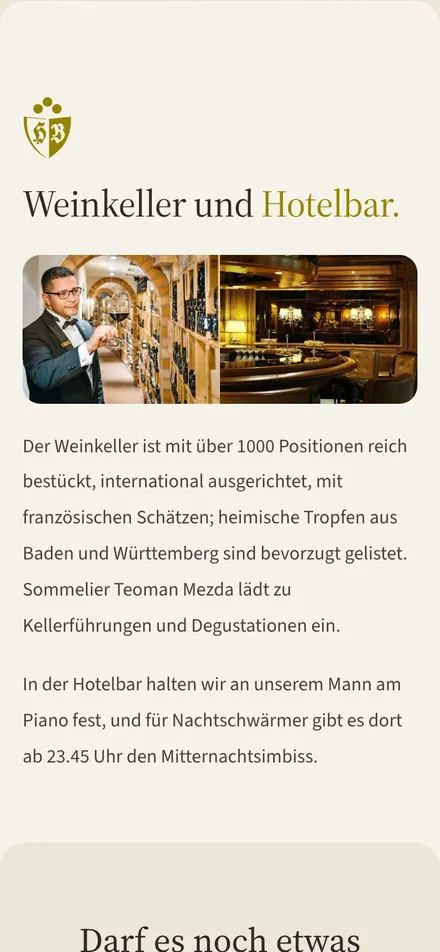 HB
Weinkeller und Hotelbar.
Der Weinkeller ist mit über 1000 Positionen reich
bestückt, international ausgerichtet, mit
französischen Schätzen; heimische Tropfen aus
Baden und Württemberg sind bevorzugt gelistet.
Sommelier Teoman Mezda lädt zu
Kellerführungen und Degustationen ein.
In der Hotelbar halten wir an unserem Mann am
Piano fest, und für Nachtschwärmer gibt es dort
ab 23.45 Uhr den Mitternachtsimbiss.
Darf es noch etwas